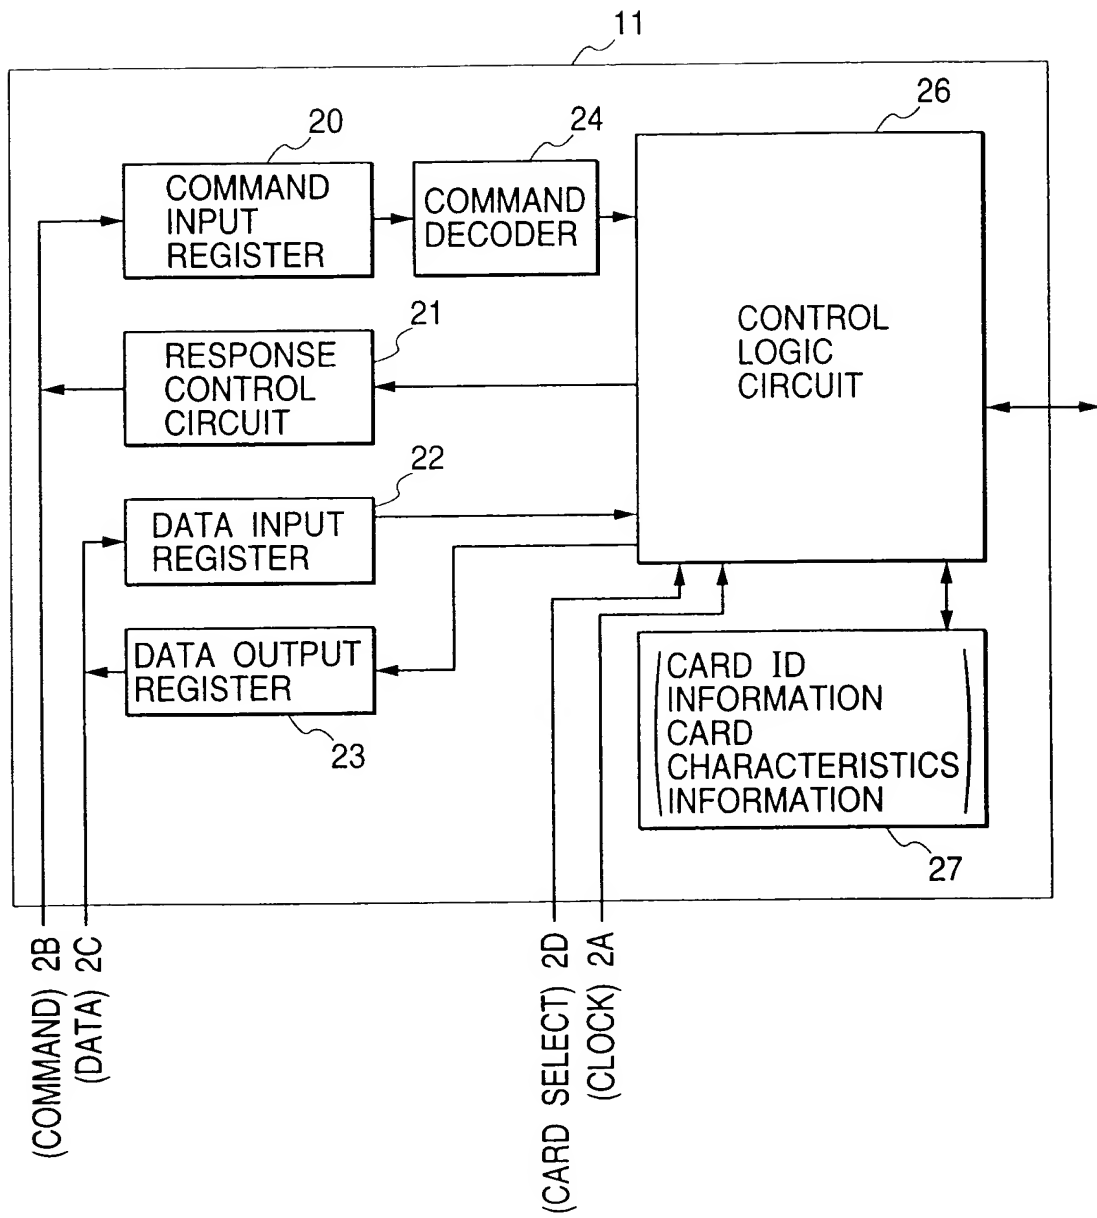 11
20
24
26
COMMAND
INPUT
REGISTER
COMMAND
DECODER
21
RESPONSE
CONTROL
CIRCUIT
CONTROL
LOGIC
CIRCUIT
22
DATA INPUT
REGISTER
DATA OUTPUT
REGISTER
23
CARD ID
INFORMATION
CARD
CHARACTERISTICS
INFORMATION
27
(COMMAND) 2B
(DATA) 2C
(CARD SELECT) 2D
(CLOCK) 2A